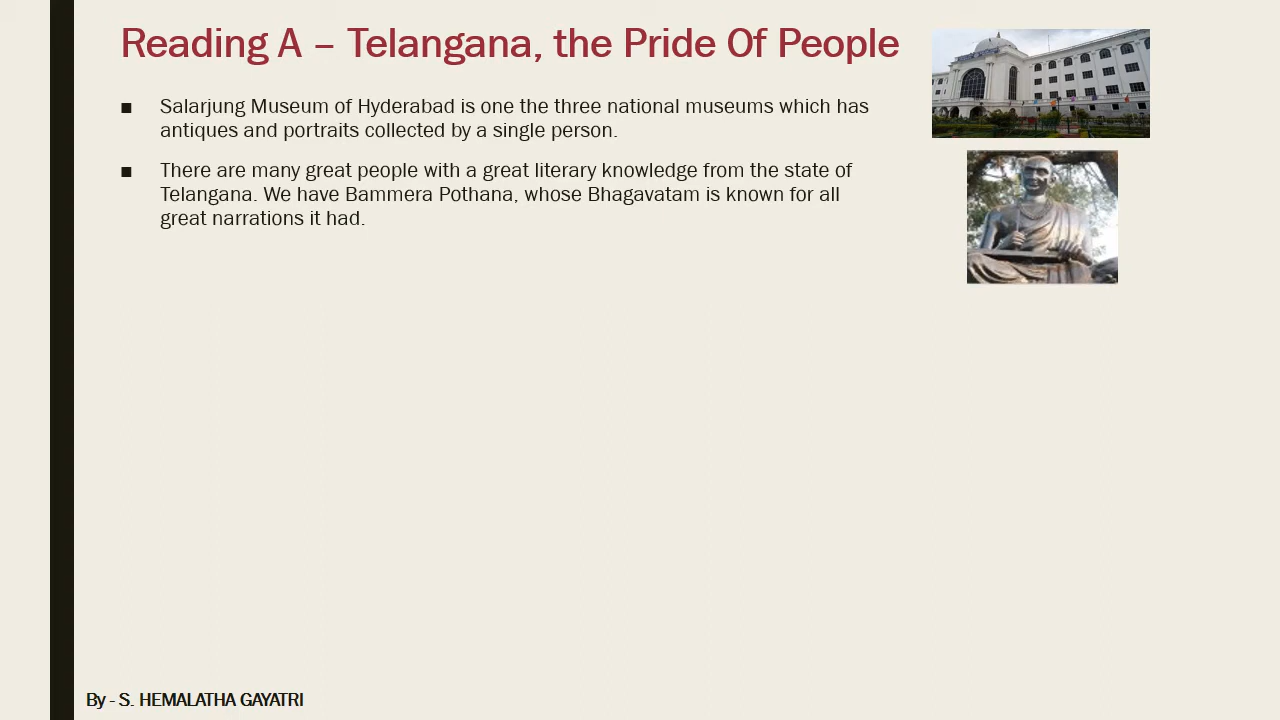 Reading A – Telangana, the Pride Of People
■ Salarjung Museum of Hyderabad is one the three national museums which has
antiques and portraits collected by a single person.
■ There are many great people with a great literary knowledge from the state of
Telangana. We have Bammera Pothana, whose Bhagavatam is known for all
great narrations it had.
By - S. HEMALATHA GAYATRI